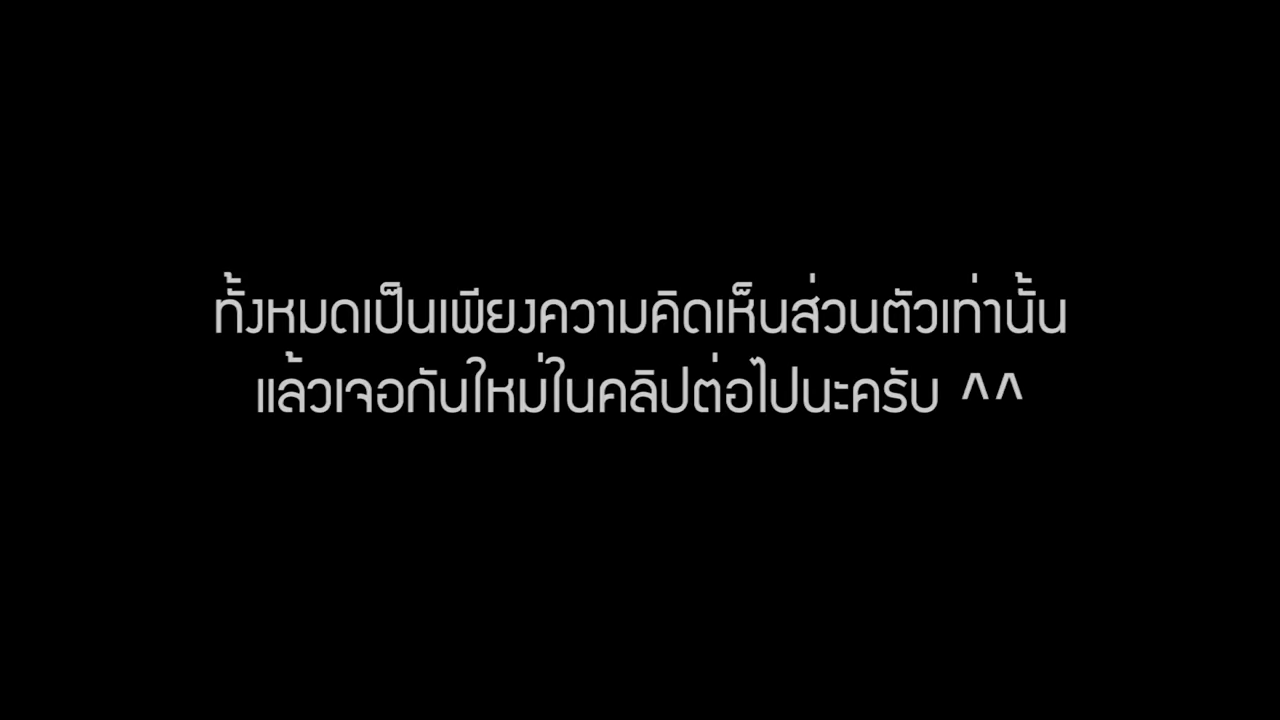 ทั้งหมดเป็นเพียงความคิดเห็นส่วนตัวเท่านั้น
แล้วเจอกันใหม่ในคลิปต่อไปนะครับ ^^